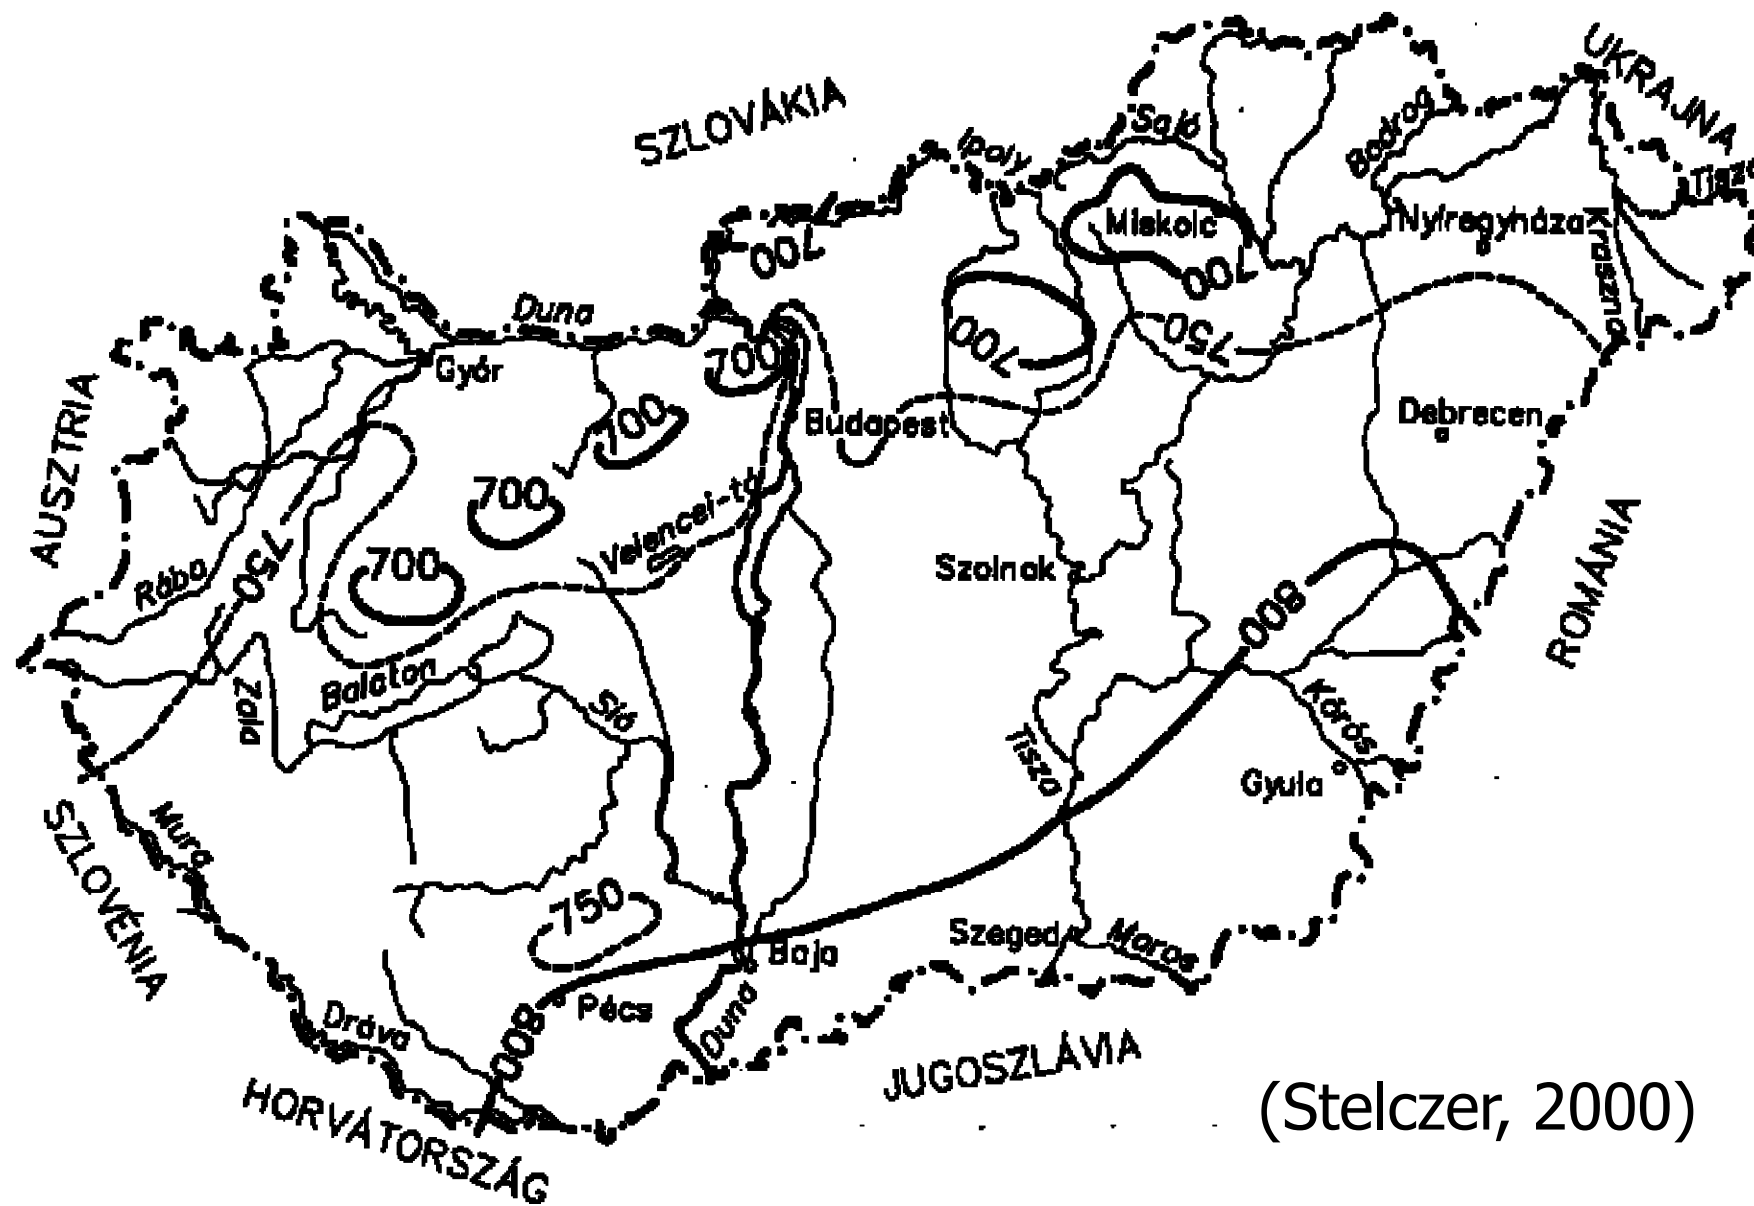 SZLOVÁKIA
UKRAJNA
Sajó
Ipoly
Bodrog
Miskolc
Nyíregyháza
Kraszna
700
700
Duna
700
750
Győr
700
AUSZTRIA
700
Budapest
Debrecen
700
Velencei-tó
750
Rába
700
Szolnok
ROMÁNIA
800
Balaton
Zala
Sió
Körös
Tisza
Gyula
SZLOVÉNIA
Mura
750
Szeged
Maros
Baja
Pécs
800
Duna
Dráva
JUGOSZLÁVIA
HORVÁTORSZÁG
(Stelczer, 2000)